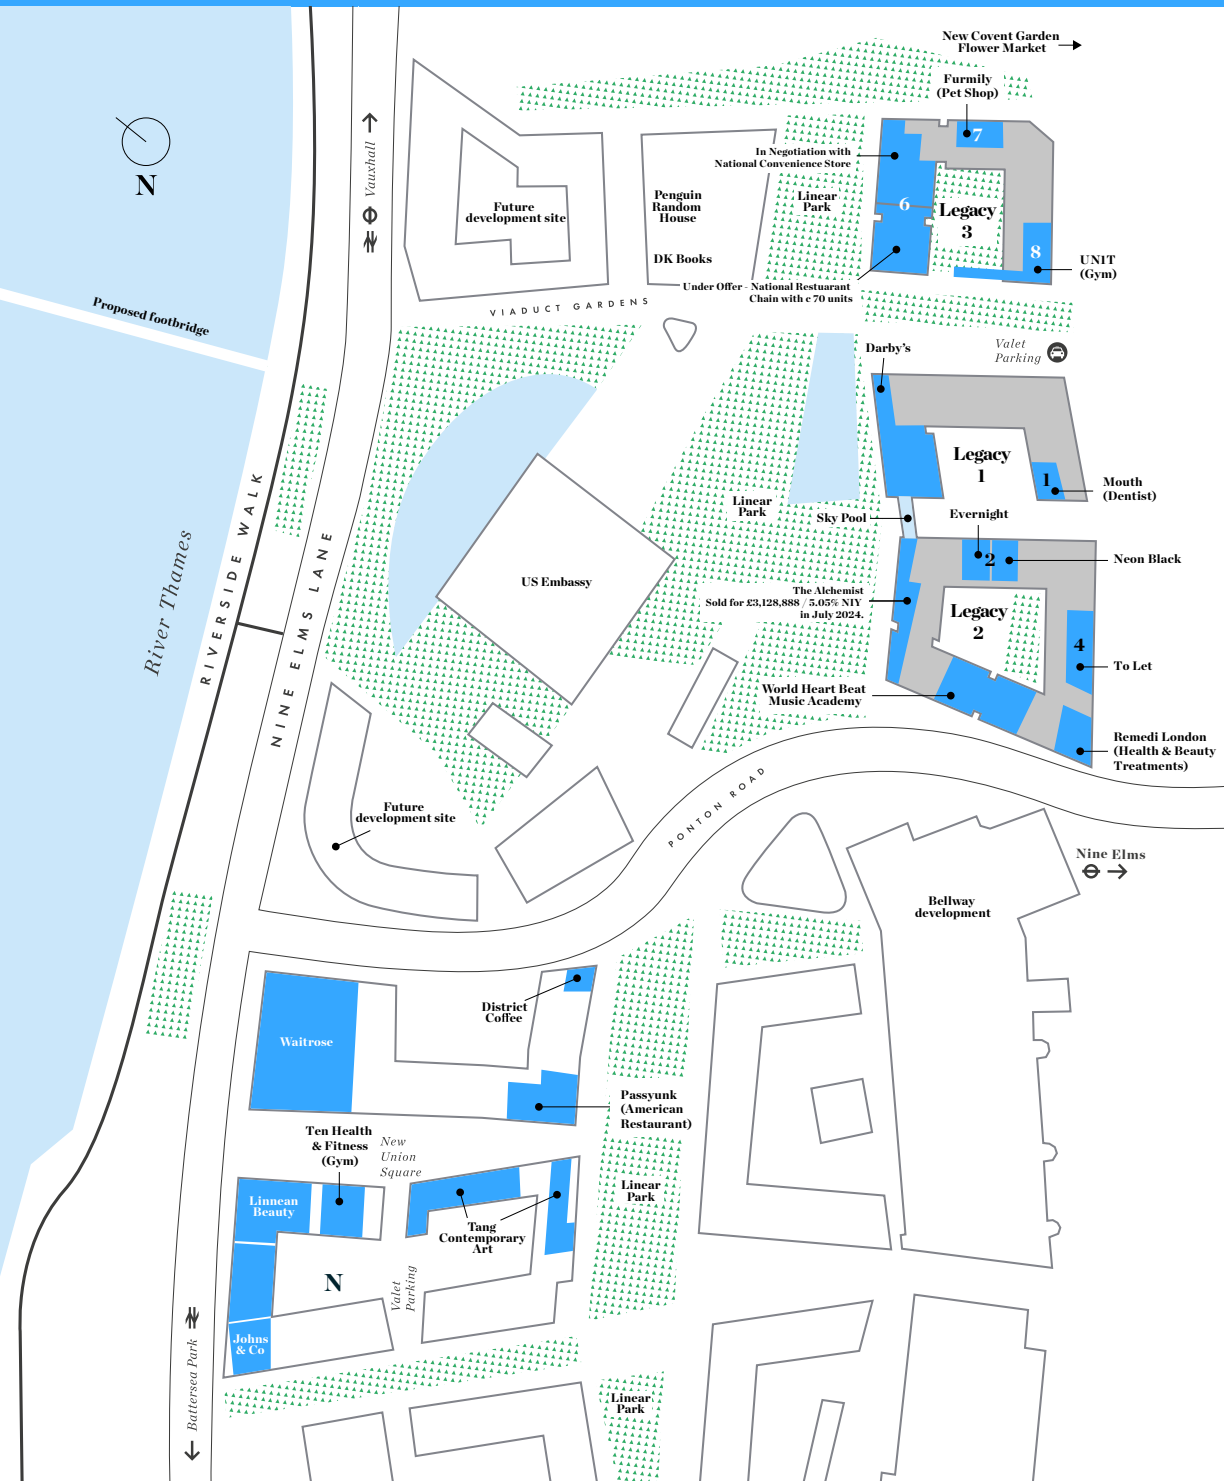 New Covent Garden
Flower Market
Furmily
(Pet Shop)
7
In Negotiation with
National Convenience Store
Vauxhall
N
Future
development site
Penguin
Random
House
DK Books
Linear
Park
6
Legacy
3
8
UN1T
(Gym)
Under Offer - National Restuarant
Chain with c 70 units
VIADUCT GARDENS
Proposed footbridge
Darby's
Valet
Parking
Legacy
1
1
Mouth
(Dentist)
Linear
Park
Sky Pool
Evernight
2
Neon Black
River Thames
RIVERSIDE WALK
NINE ELMS LANE
US Embassy
The Alchemist
Sold for £3,128,888 / 5.05% NIY
in July 2024.
Legacy
2
4
To Let
World Heart Beat
Music Academy
Remedi London
(Health & Beauty
Treatments)
PONTON ROAD
Future
development site
Nine Elms
Bellway
development
District
Coffee
Waitrose
Passyunk
(American
Restaurant)
Ten Health
& Fitness
(Gym)
New
Union
Square
Linnean
Beauty
Tang
Contemporary
Art
Linear
Park
N
Valet
Parking
Johns
& Co
Battersea Park
Linear
Park